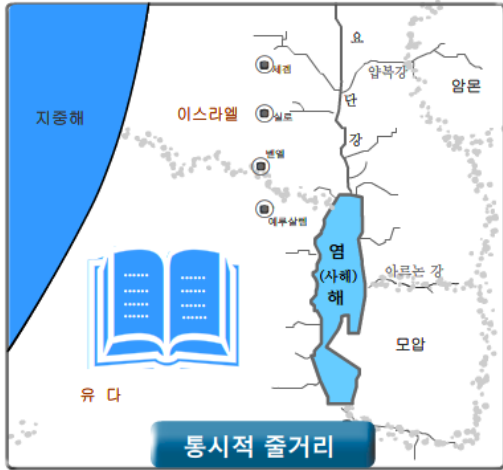 요
단
강
세겜
얍복강
암몬
지중해
이스라엘
실로
벧엘
예루살렘
염
(사해)
해
아르논 강
모압
유 다
통시적 줄거리